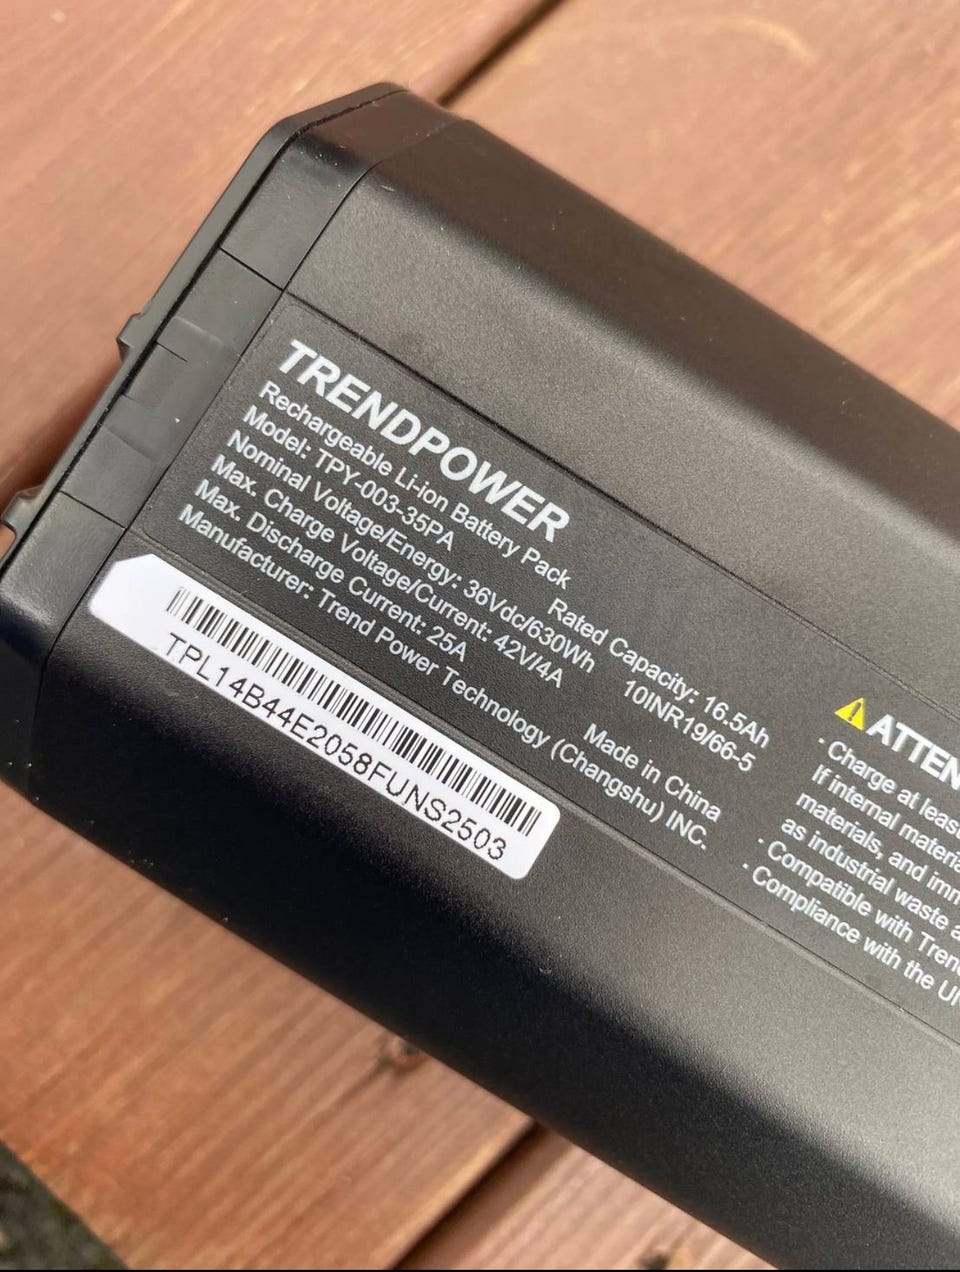 TRENDPOWER
Rechargeable Li-ion Battery Pack
Model: TPY-003-35PA Rated Capacity: 16.5Ah
Nominal Voltage/Energy: 36Vdc/630Wh 10INR19/66-5
Max. Charge Voltage/Current: 42V/4A
Max. Discharge Current: 25A Made in China
Manufacturer: Trend Power Technology (Changshu) INC.
TPL14B44E2058FUNS2503
ATTEN
· Charge at least
If internal materia
materials, and imm
as industrial waste a
· Compatible with Tren
· Compliance with the